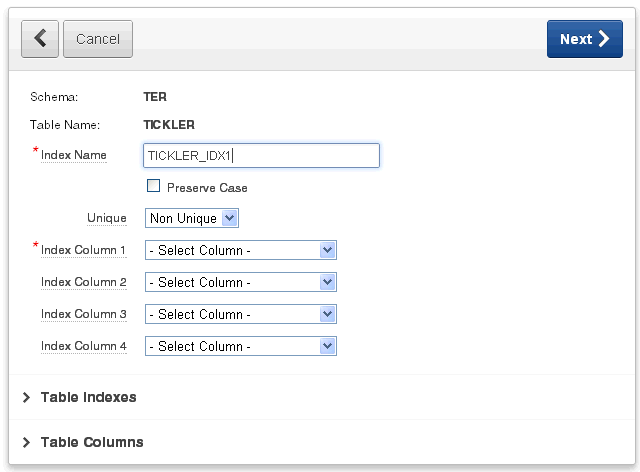 Cancel Next
Schema: TER
Table Name: TICKLER
* Index Name TICKLER_IDX1
Preserve Case
Unique Non Unique
* Index Column 1 - Select Column -
Index Column 2 - Select Column -
Index Column 3 - Select Column -
Index Column 4 - Select Column -
Table Indexes
Table Columns